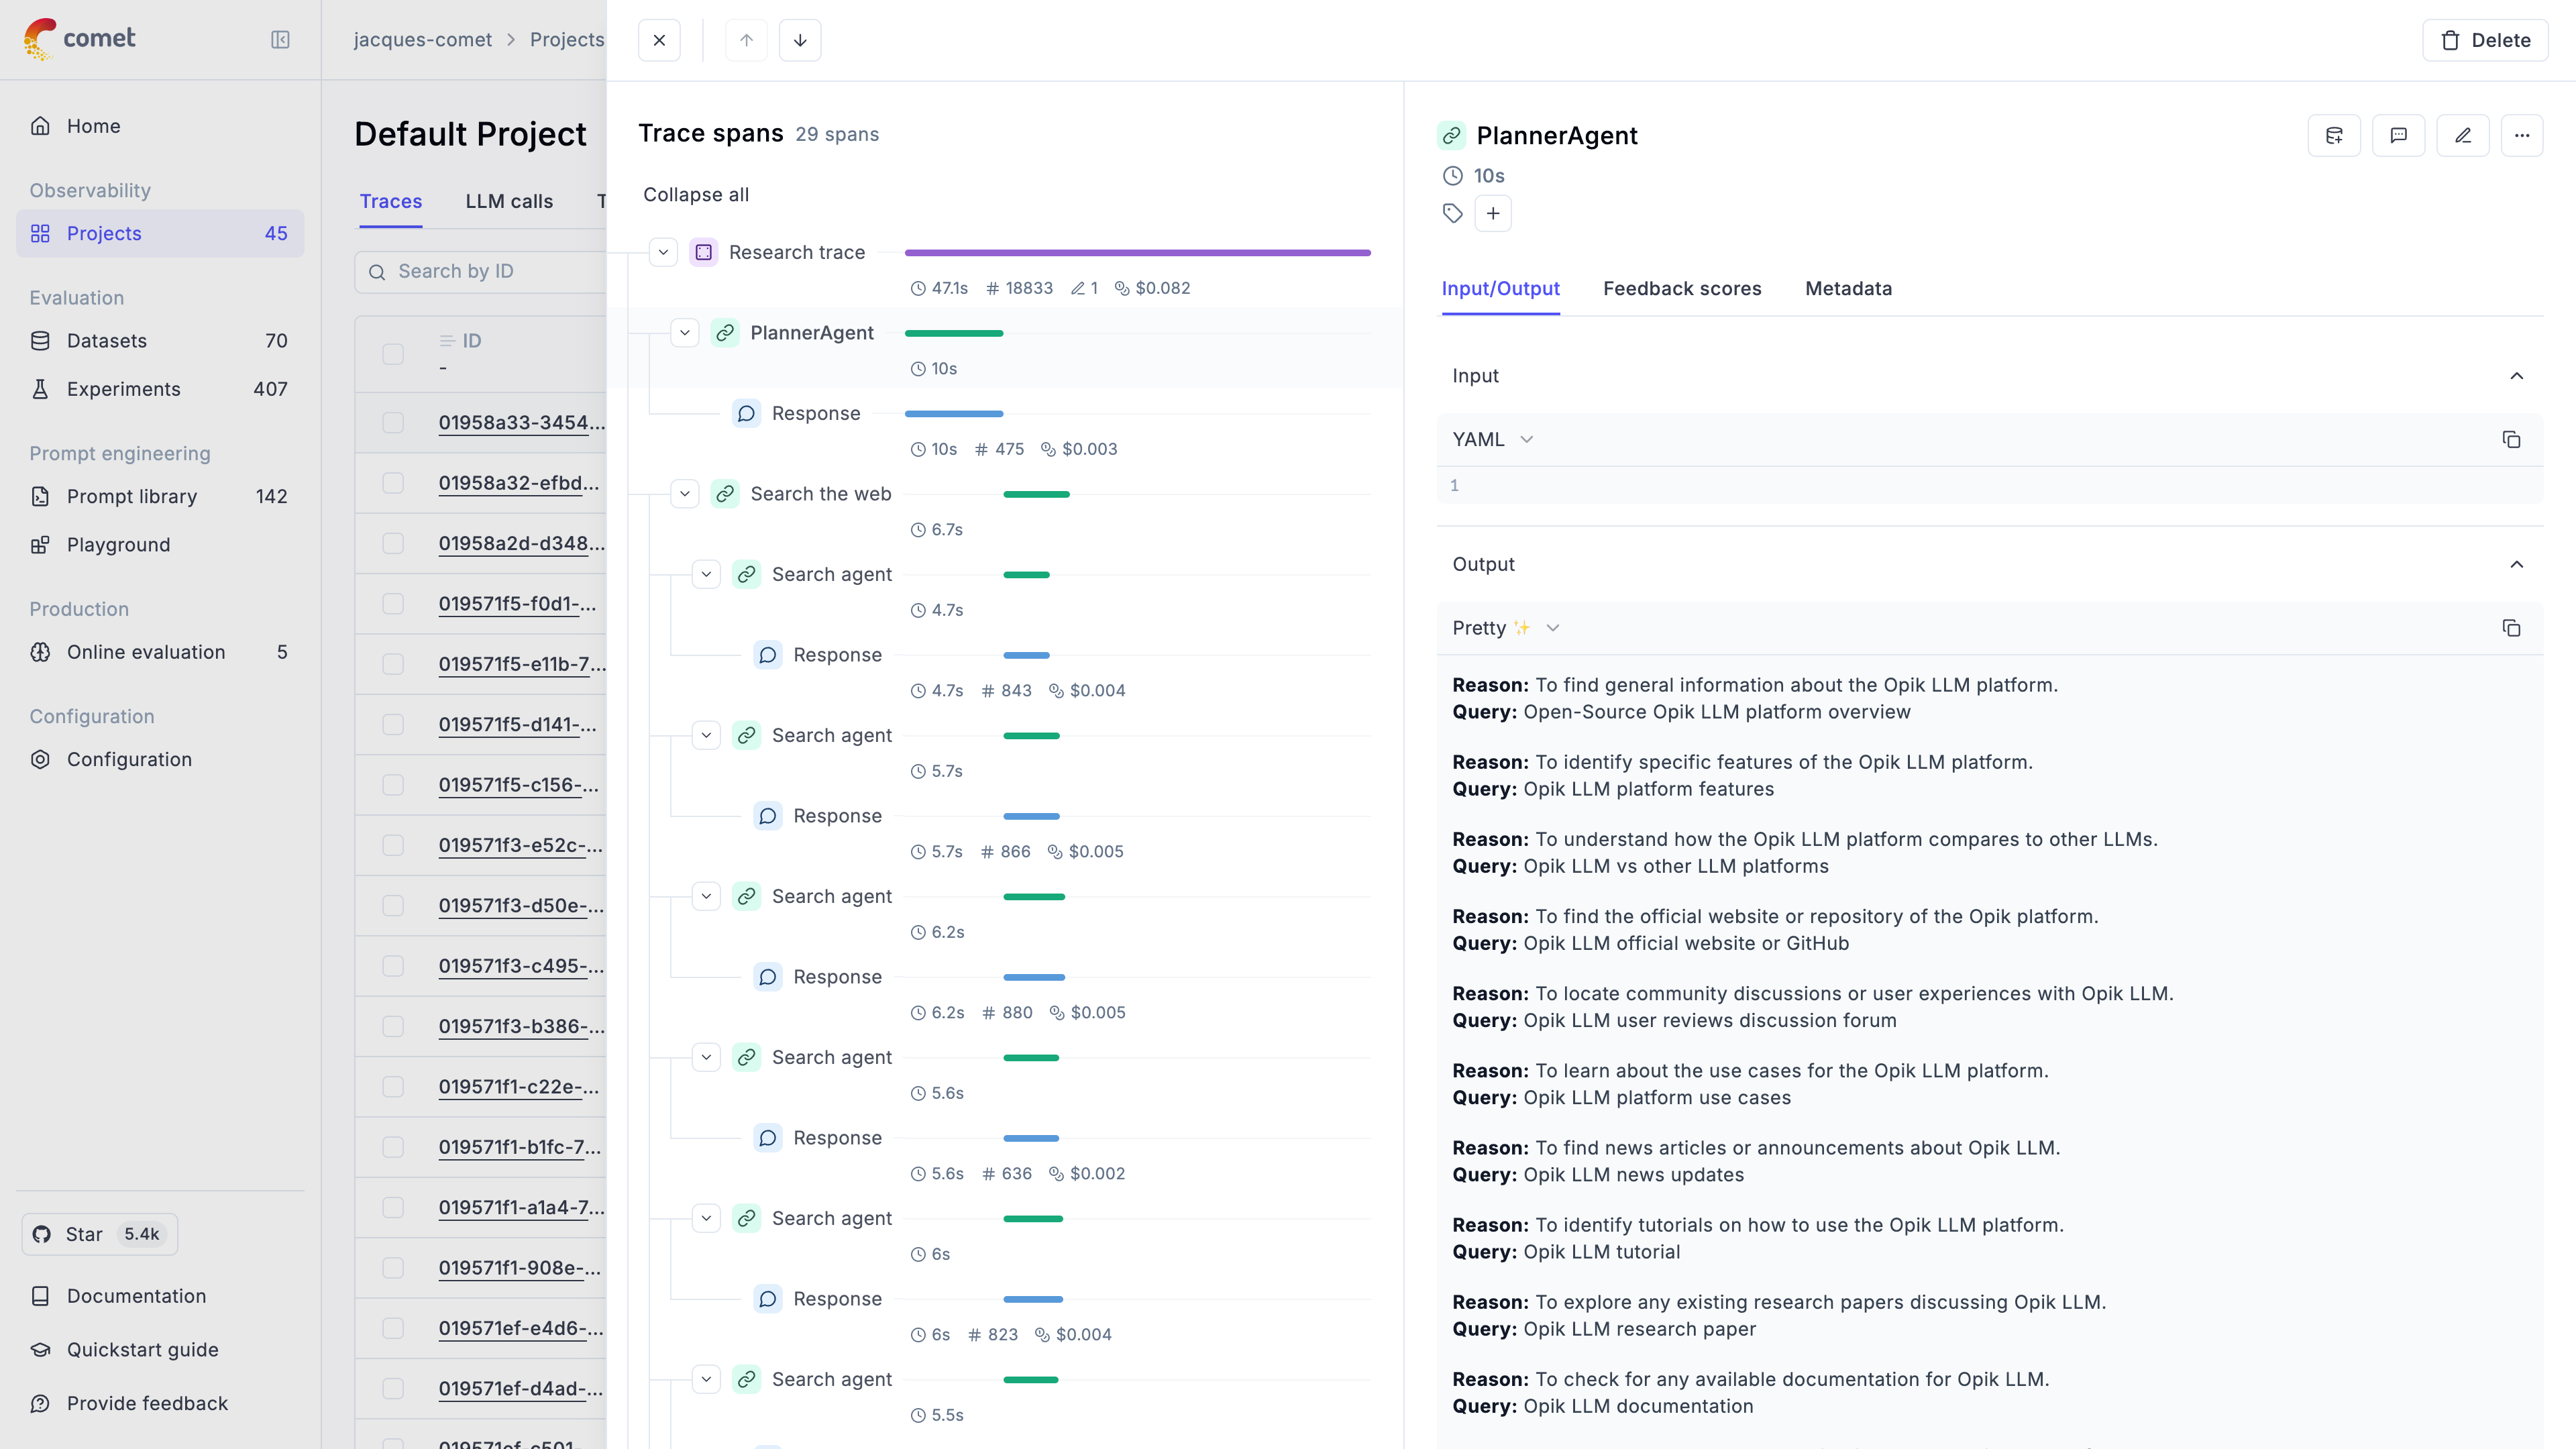 comet
Home
Observability
Projects 45
Evaluation
Datasets 70
Experiments 407
Prompt engineering
Prompt library 142
Playground
Production
Online evaluation 5
Configuration
Configuration
Star 5.4k
Documentation
Quickstart guide
Provide feedback
jacques-comet > Projects
Default Project
Traces LLM calls T
Search by ID
ID
-
01958a33-3454...
01958a32-efbd...
01958a2d-d348...
019571f5-f0d1-...
019571f5-e11b-7...
019571f5-d141-...
019571f5-c156-...
019571f3-e52c-...
019571f3-d50e-...
019571f3-c495-...
019571f3-b386-...
019571f1-c22e-...
019571f1-b1fc-7...
019571f1-a1a4-7...
019571f1-908e-...
019571ef-e4d6-...
019571ef-d4ad-...
Delete
Trace spans 29 spans
Collapse all
Research trace
47.1s # 18833 1 $0.082
PlannerAgent
10s
Response
10s # 475 $0.003
Search the web
6.7s
Search agent
4.7s
Response
4.7s # 843 $0.004
Search agent
5.7s
Response
5.7s # 866 $0.005
Search agent
6.2s
Response
6.2s # 880 $0.005
Search agent
5.6s
Response
5.6s # 636 $0.002
Search agent
6s
Response
6s # 823 $0.004
Search agent
5.5s
PlannerAgent
10s
Input/Output Feedback scores Metadata
Input
YAML
1
Output
Pretty ✨
Reason: To find general information about the Opik LLM platform.
Query: Open-Source Opik LLM platform overview
Reason: To identify specific features of the Opik LLM platform.
Query: Opik LLM platform features
Reason: To understand how the Opik LLM platform compares to other LLMs.
Query: Opik LLM vs other LLM platforms
Reason: To find the official website or repository of the Opik platform.
Query: Opik LLM official website or GitHub
Reason: To locate community discussions or user experiences with Opik LLM.
Query: Opik LLM user reviews discussion forum
Reason: To learn about the use cases for the Opik LLM platform.
Query: Opik LLM platform use cases
Reason: To find news articles or announcements about Opik LLM.
Query: Opik LLM news updates
Reason: To identify tutorials on how to use the Opik LLM platform.
Query: Opik LLM tutorial
Reason: To explore any existing research papers discussing Opik LLM.
Query: Opik LLM research paper
Reason: To check for any available documentation for Opik LLM.
Query: Opik LLM documentation